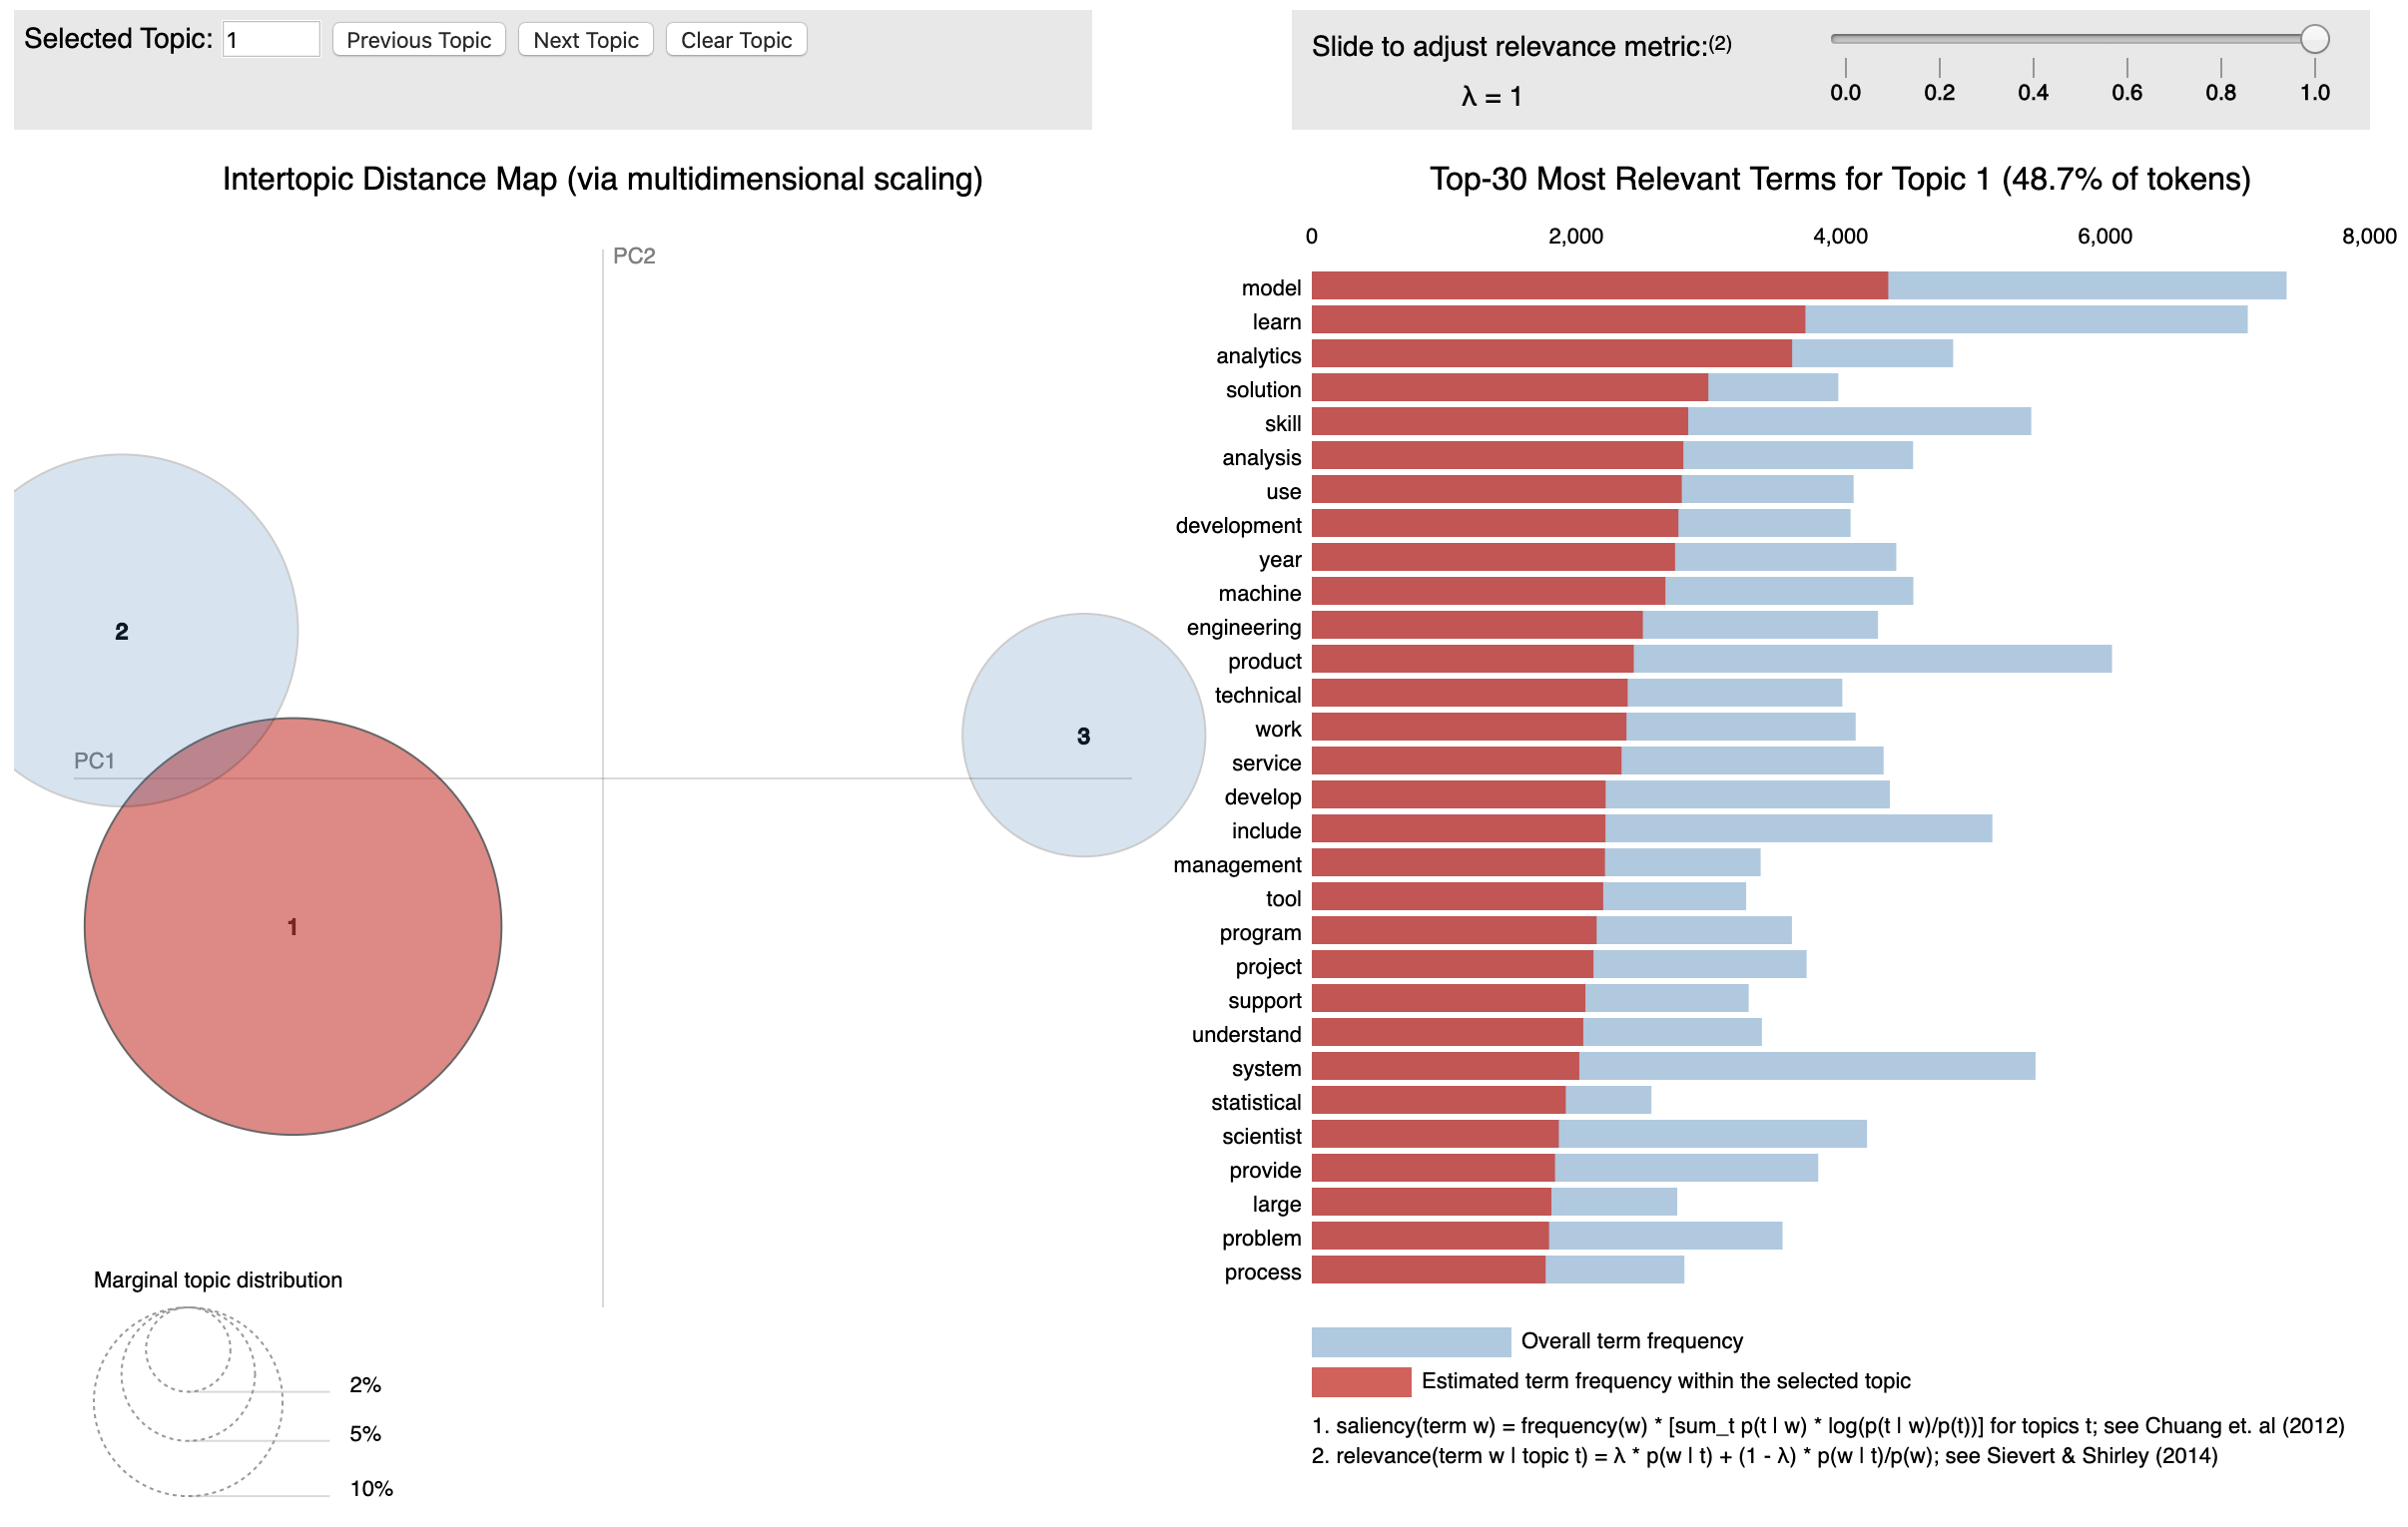 Selected Topic: 1 Previous Topic Next Topic Clear Topic
Slide to adjust relevance metric:(2)
λ = 1
0.0 0.2 0.4 0.6 0.8 1.0
Intertopic Distance Map (via multidimensional scaling)
PC2
2
PC1
3
1
Marginal topic distribution
2%
5%
10%
Top-30 Most Relevant Terms for Topic 1 (48.7% of tokens)
0 2,000 4,000 6,000 8,000
model
learn
analytics
solution
skill
analysis
use
development
year
machine
engineering
product
technical
work
service
develop
include
management
tool
program
project
support
understand
system
statistical
scientist
provide
large
problem
process
Overall term frequency
Estimated term frequency within the selected topic
1. saliency(term w) = frequency(w) * [sum_t p(t | w) * log(p(t | w)/p(t))] for topics t; see Chuang et. al (2012)
2. relevance(term w | topic t) = λ * p(w | t) + (1 - λ) * p(w | t)/p(w); see Sievert & Shirley (2014)